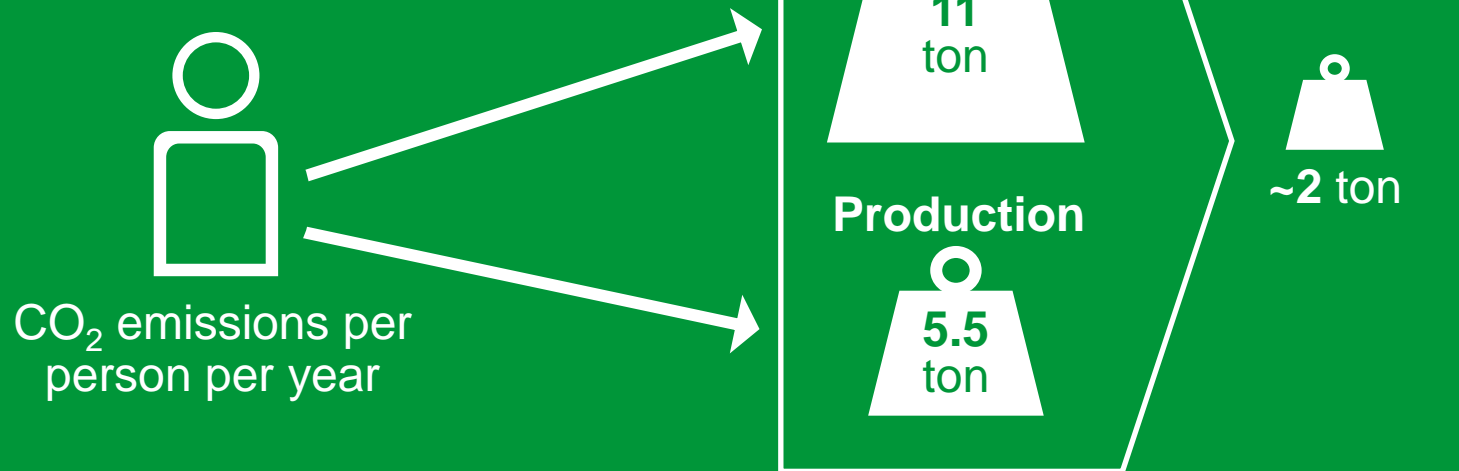 11
ton
~2 ton
Production
5.5
ton
CO₂ emissions per
person per year